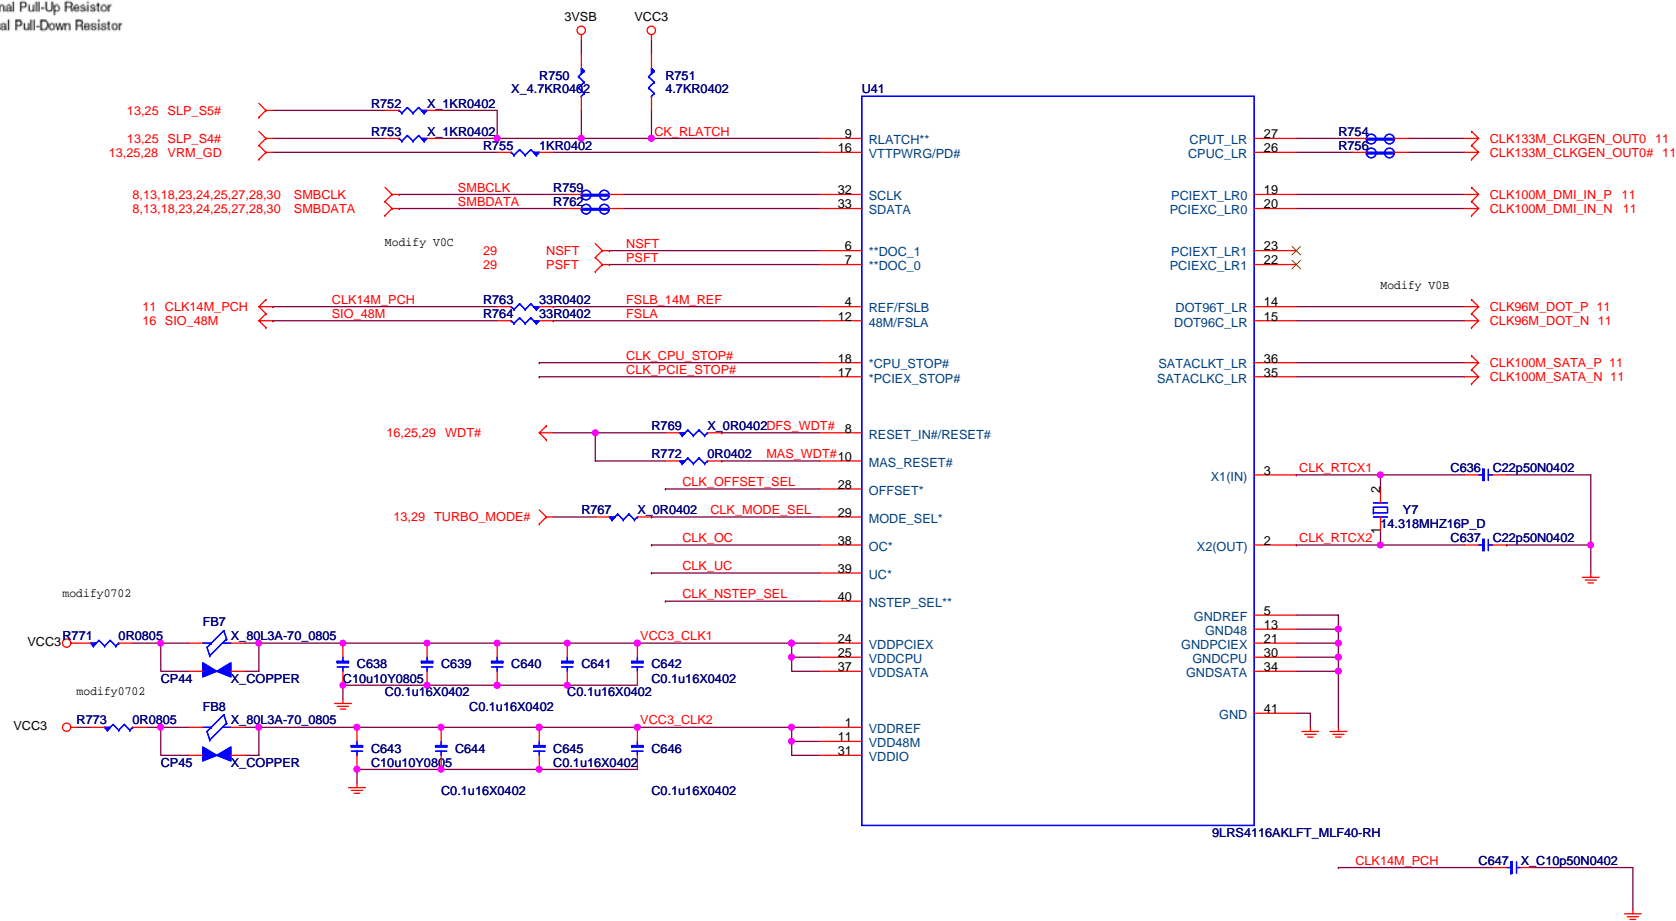 nal Pull-Up Resistor
al Pull-Down Resistor
3VSB
VCC3
R750
X_4.7KR0402
R751
4.7KR0402
U41
13,25 SLP_S5#
R752 X_1KR0402
13,25 SLP_S4#
R753 X_1KR0402
CK_RLATCH
9 RLATCH**
13,25,28 VRM_GD
R755 1KR0402
16 VTTPWRG/PD#
8,13,18,23,24,25,27,28,30 SMBCLK
SMBCLK R759
32 SCLK
8,13,18,23,24,25,27,28,30 SMBDATA
SMBDATA R762
33 SDATA
Modify V0C
29 NSFT
NSFT
6 **DOC_1
29 PSFT
PSFT
7 **DOC_0
11 CLK14M_PCH
CLK14M_PCH R763 33R0402 FSLB_14M_REF
4 REF/FSLB
16 SIO_48M
SIO_48M R764 33R0402 FSLA
12 48M/FSLA
CLK_CPU_STOP#
18 *CPU_STOP#
CLK_PCIE_STOP#
17 *PCIEX_STOP#
16,25,29 WDT#
R769 X_0R0402 DFS_WDT#
8 RESET_IN#/RESET#
R772 0R0402 MAS_WDT#
10 MAS_RESET#
CLK_OFFSET_SEL
28 OFFSET*
13,29 TURBO_MODE#
R767 X_0R0402 CLK_MODE_SEL
29 MODE_SEL*
CLK_OC
38 OC*
CLK_UC
39 UC*
CLK_NSTEP_SEL
40 NSTEP_SEL**
modify0702
VCC3 R771 0R0805
FB7
X_80L3A-70_0805
CP44 X_COPPER
VCC3_CLK1
24 VDDPCIEX
25 VDDCPU
37 VDDSATA
C638
C10u10Y0805
C639
C0.1u16X0402
C640
C0.1u16X0402
C641
C0.1u16X0402
C642
C0.1u16X0402
modify0702
VCC3 R773 0R0805
FB8
X_80L3A-70_0805
CP45 X_COPPER
VCC3_CLK2
1 VDDREF
11 VDD48M
31 VDDIO
C643
C10u10Y0805
C644
C0.1u16X0402
C645
C0.1u16X0402
C646
C0.1u16X0402
CPUT_LR 27
R754
CLK133M_CLKGEN_OUT0 11
CPUC_LR 26
R756
CLK133M_CLKGEN_OUT0# 11
PCIEXT_LR0 19
CLK100M_DMI_IN_P 11
PCIEXC_LR0 20
CLK100M_DMI_IN_N 11
PCIEXT_LR1 23
PCIEXC_LR1 22
Modify V0B
DOT96T_LR 14
CLK96M_DOT_P 11
DOT96C_LR 15
CLK96M_DOT_N 11
SATACLKT_LR 36
CLK100M_SATA_P 11
SATACLKC_LR 35
CLK100M_SATA_N 11
X1(IN) 3
CLK_RTCX1
C636 C22p50N0402
2
Y7
14.318MHZ16P_D
1
X2(OUT) 2
CLK_RTCX2
C637 C22p50N0402
GNDREF 5
GND48 13
GNDPCIEX 21
GNDCPU 30
GNDSATA 34
GND 41
9LRS4116AKLFT_MLF40-RH
CLK14M_PCH
C647 X_C10p50N0402